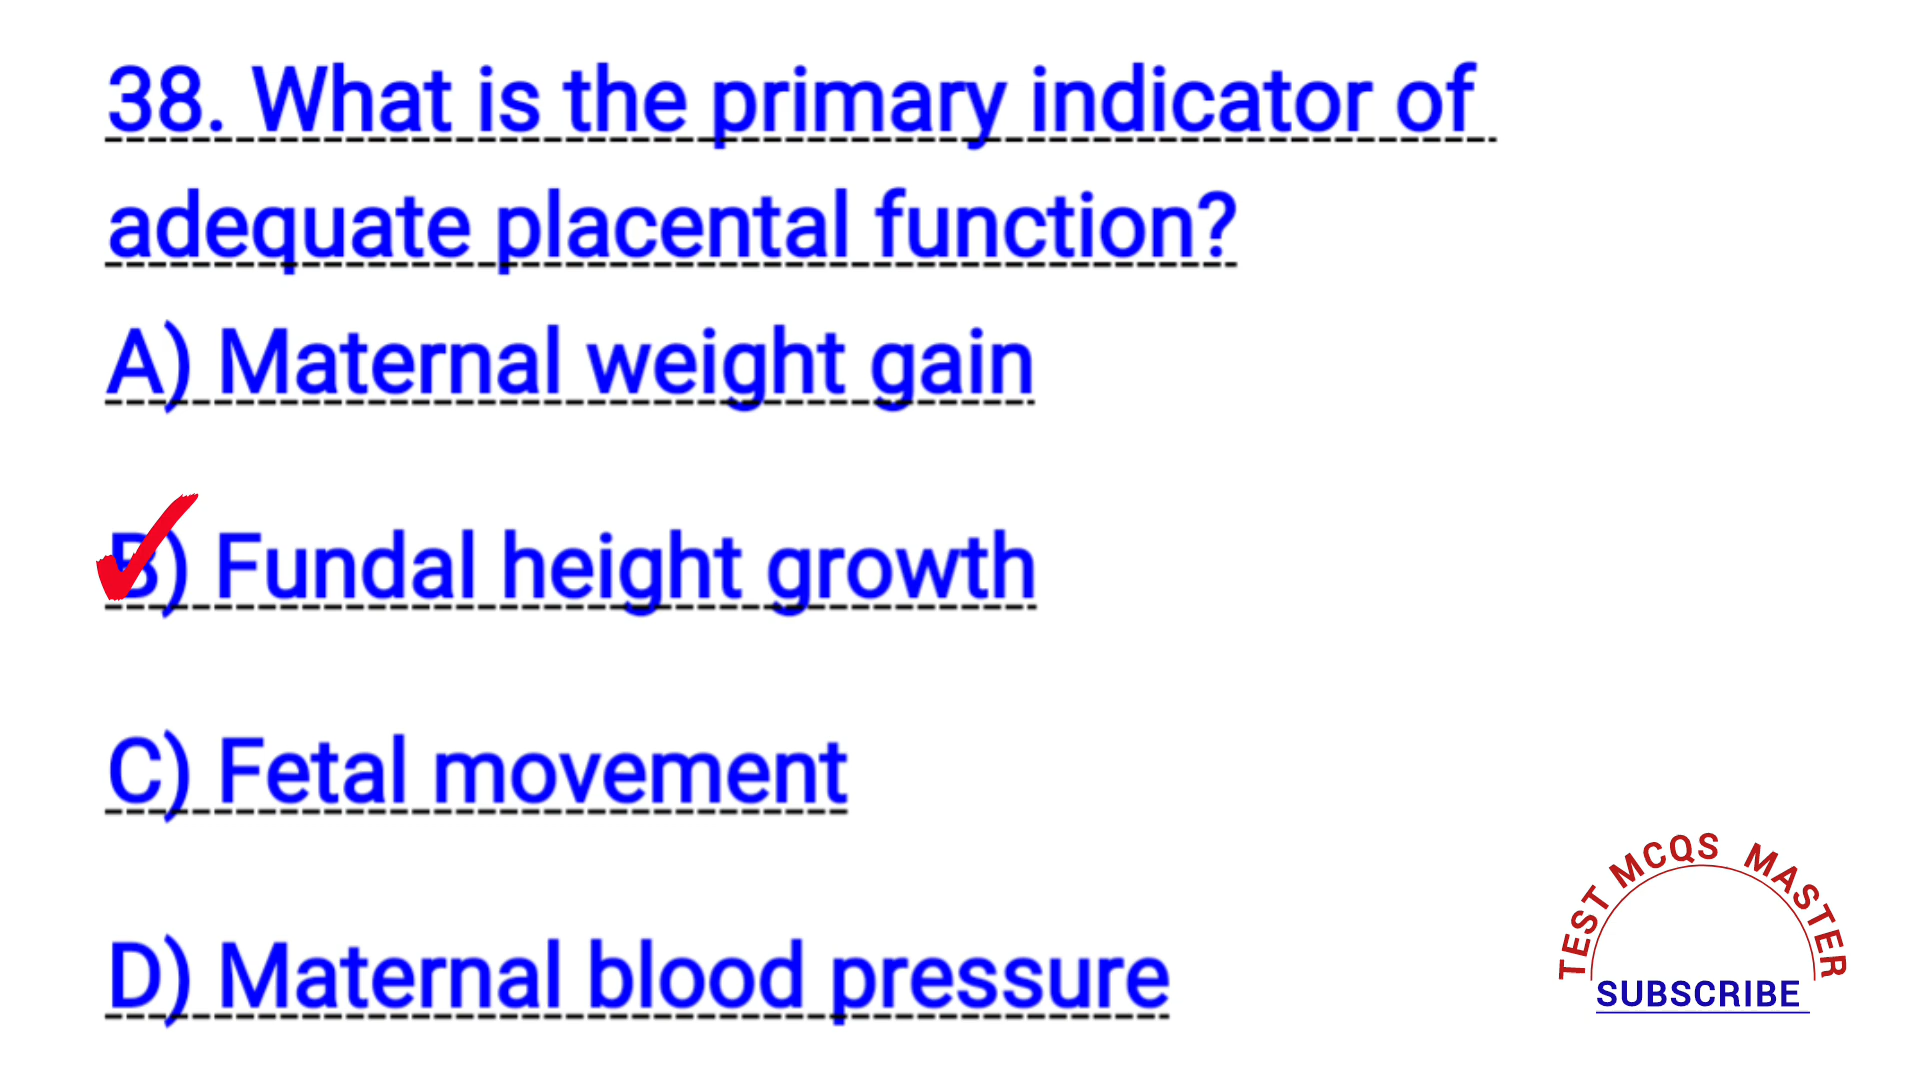 38. What is the primary indicator of
adequate placental function?
A) Maternal weight gain
B) Fundal height growth
C) Fetal movement
D) Maternal blood pressure
TEST MCQS MASTER
SUBSCRIBE